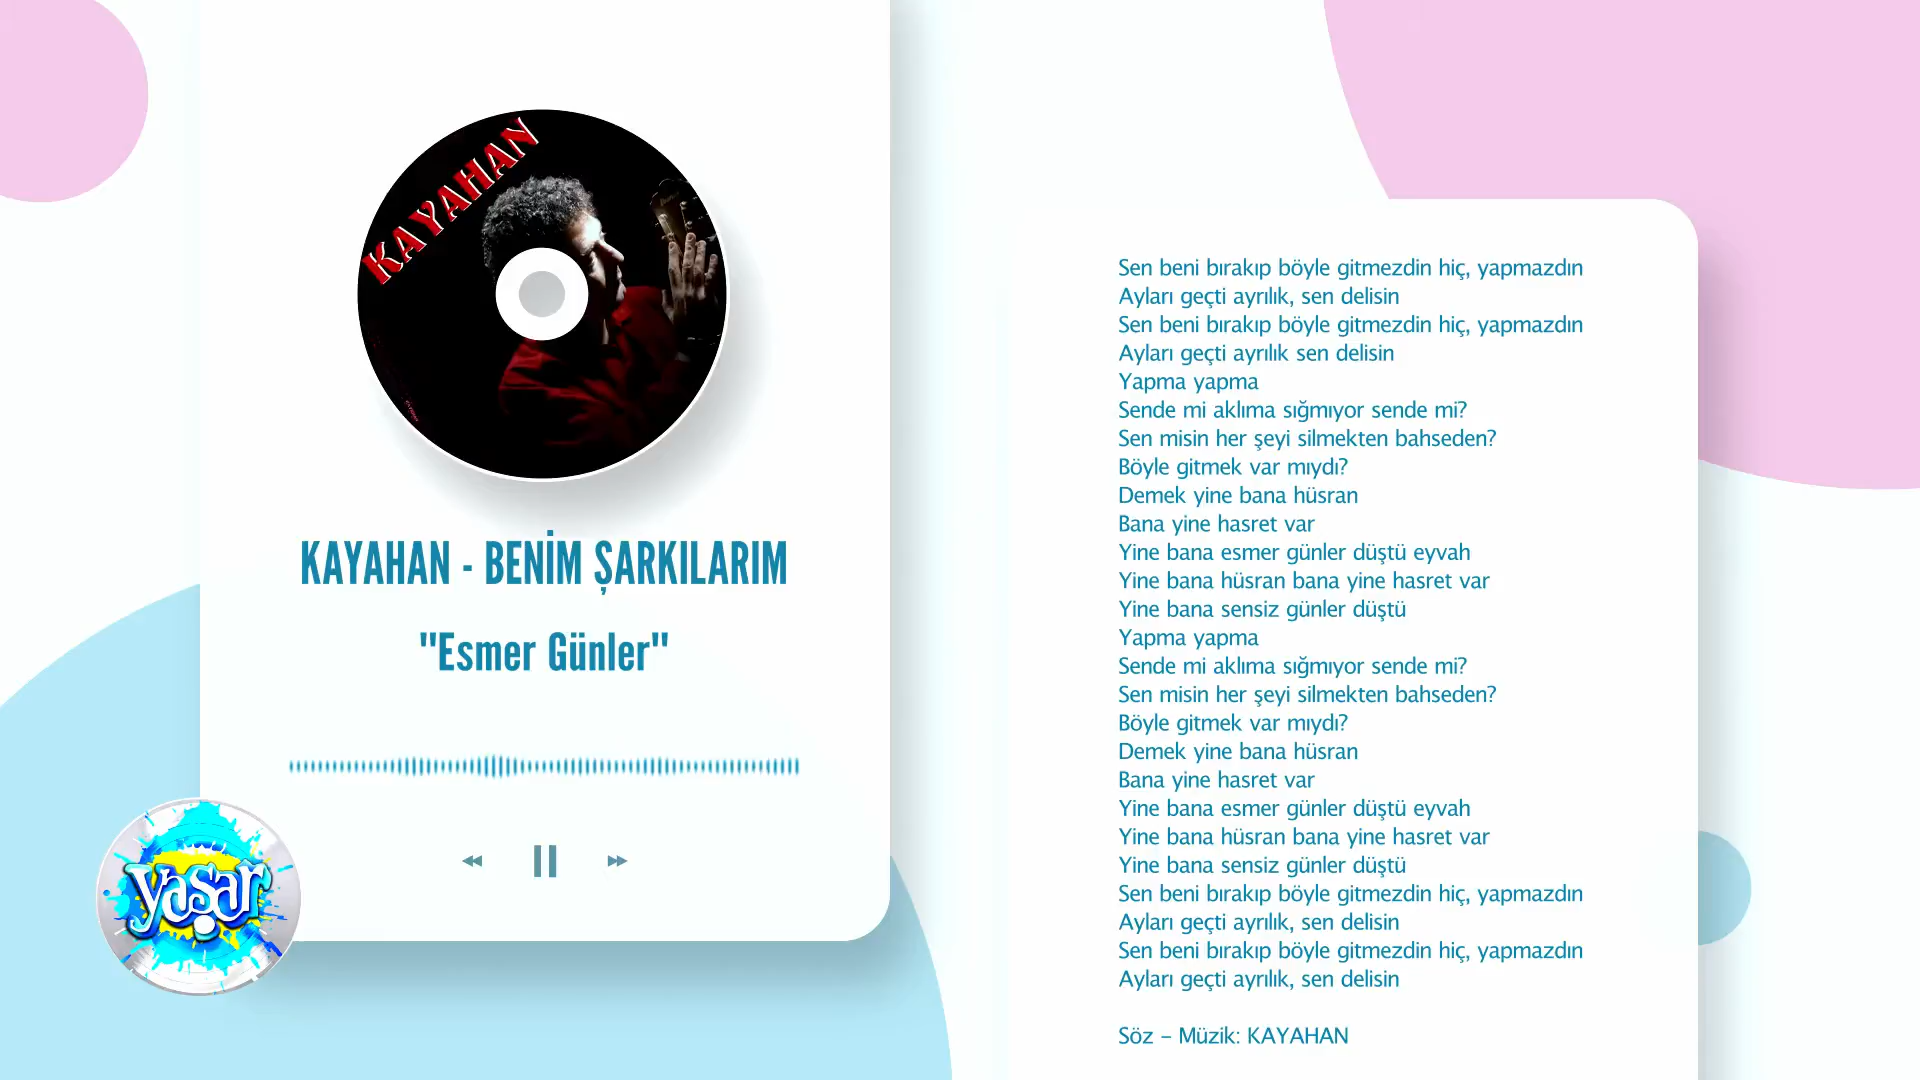 KAYAHAN
KAYAHAN - BENİM ŞARKILARIM
"Esmer Günler"
yaşar
Sen beni bırakıp böyle gitmezdin hiç, yapmazdın
Ayları geçti ayrılık, sen delisin
Sen beni bırakıp böyle gitmezdin hiç, yapmazdın
Ayları geçti ayrılık sen delisin
Yapma yapma
Sende mi aklıma sığmıyor sende mi?
Sen misin her şeyi silmekten bahseden?
Böyle gitmek var mıydı?
Demek yine bana hüsran
Bana yine hasret var
Yine bana esmer günler düştü eyvah
Yine bana hüsran bana yine hasret var
Yine bana sensiz günler düştü
Yapma yapma
Sende mi aklıma sığmıyor sende mi?
Sen misin her şeyi silmekten bahseden?
Böyle gitmek var mıydı?
Demek yine bana hüsran
Bana yine hasret var
Yine bana esmer günler düştü eyvah
Yine bana hüsran bana yine hasret var
Yine bana sensiz günler düştü
Sen beni bırakıp böyle gitmezdin hiç, yapmazdın
Ayları geçti ayrılık, sen delisin
Sen beni bırakıp böyle gitmezdin hiç, yapmazdın
Ayları geçti ayrılık, sen delisin
Söz – Müzik: KAYAHAN